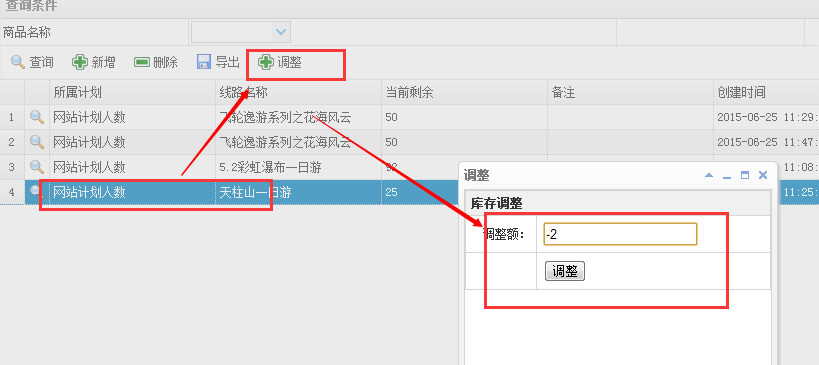 查询条件
商品名称
查询 新增 删除 导出 调整
所属计划 线路名称 当前剩余 备注 创建时间
1 网站计划人数 飞轮逸游系列之花海风云 50 2015-06-25 11:29:
2 网站计划人数 飞轮逸游系列之花海风云 50 2015-06-25 11:47:
3 网站计划人数 5.2彩虹瀑布一日游 92 11:08:
4 网站计划人数 天柱山一日游 25 11:25:
调整
库存调整
调整额: -2
调整